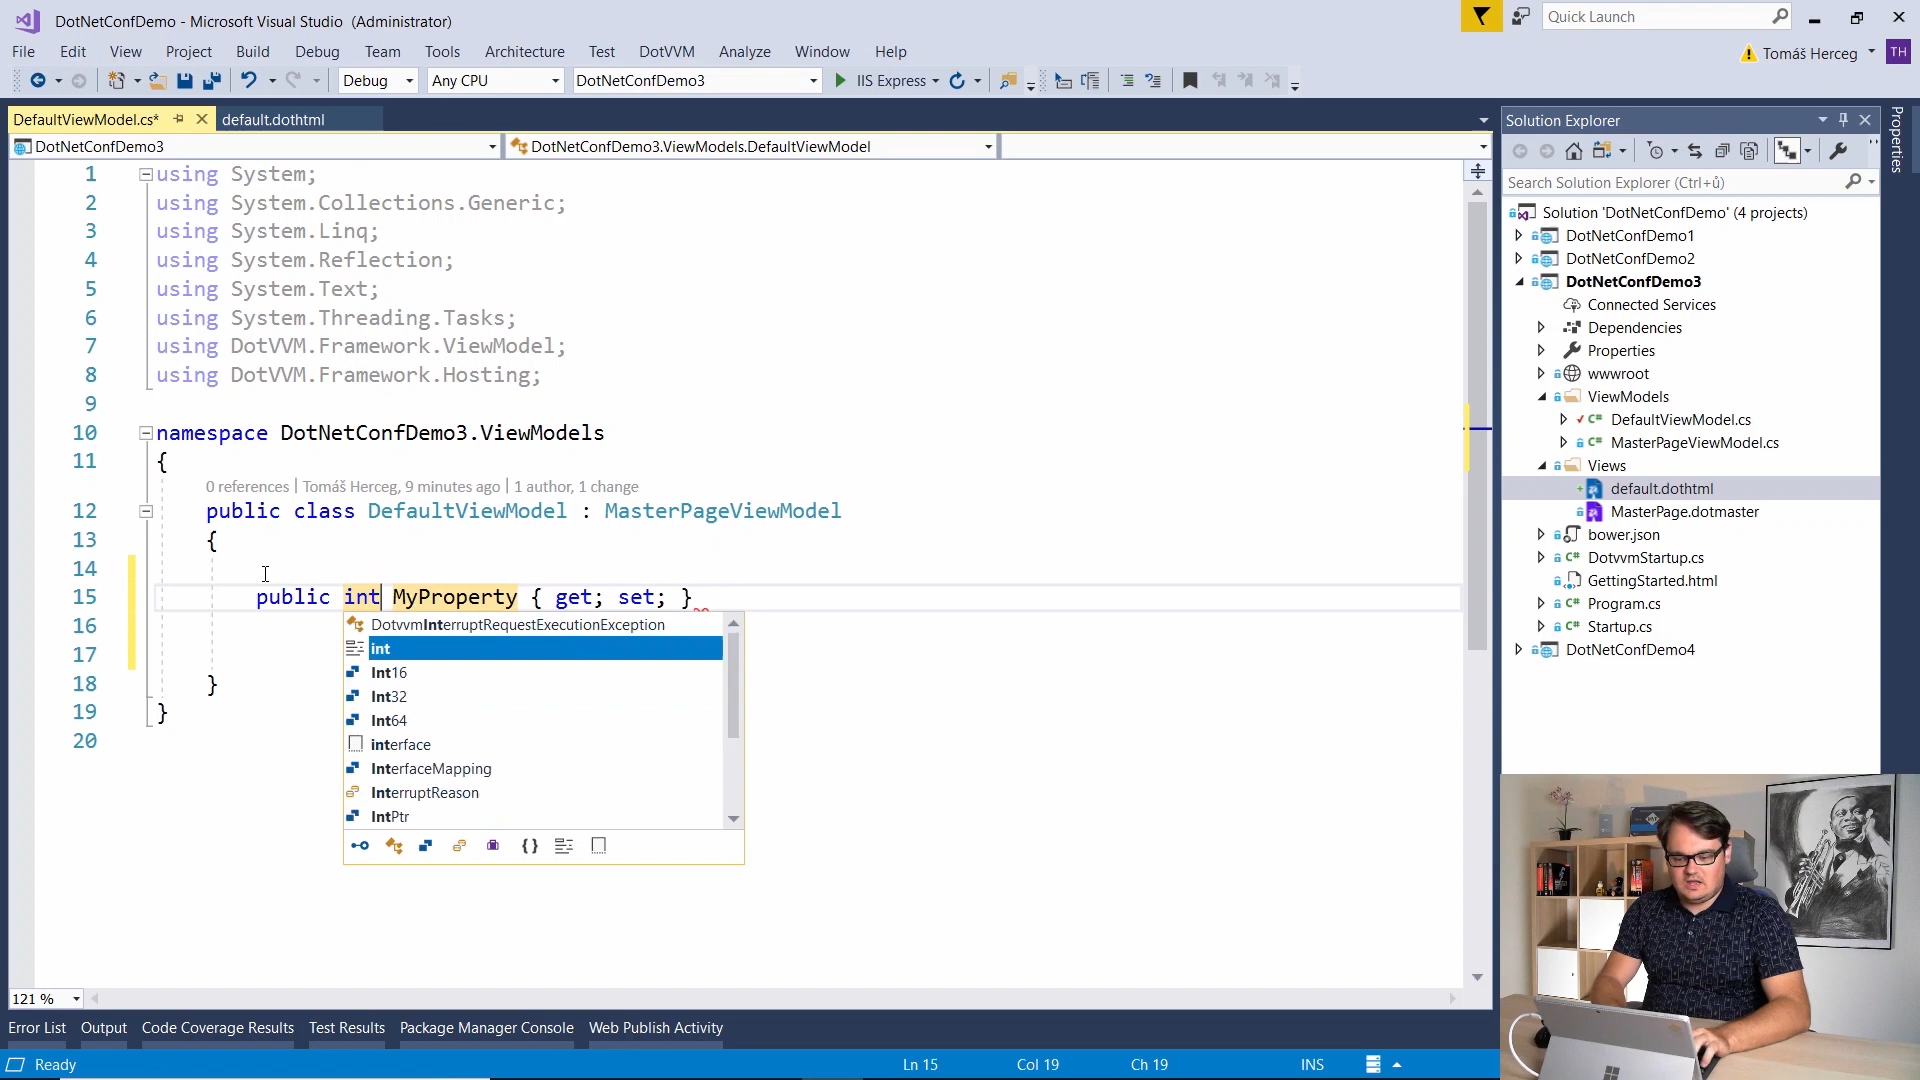 DotNetConfDemo - Microsoft Visual Studio (Administrator)
Quick Launch
File Edit View Project Build Debug Team Tools Architecture Test DotVVM Analyze Window Help
Tomáš Herceg TH
Debug Any CPU DotNetConfDemo3 IIS Express
DefaultViewModel.cs* default.dothtml
DotNetConfDemo3 DotNetConfDemo3.ViewModels.DefaultViewModel
1 using System;
2 using System.Collections.Generic;
3 using System.Linq;
4 using System.Reflection;
5 using System.Text;
6 using System.Threading.Tasks;
7 using DotVVM.Framework.ViewModel;
8 using DotVVM.Framework.Hosting;
9
10 namespace DotNetConfDemo3.ViewModels
11 {
0 references | Tomáš Herceg, 9 minutes ago | 1 author, 1 change
12 public class DefaultViewModel : MasterPageViewModel
13 {
14
15 public int MyProperty { get; set; }
16
17
18 }
19 }
20
DotvvmInterruptRequestExecutionException
int
Int16
Int32
Int64
interface
InterfaceMapping
InterruptReason
IntPtr
{ }
121 %
Solution Explorer
Search Solution Explorer (Ctrl+ů)
Solution 'DotNetConfDemo' (4 projects)
DotNetConfDemo1
DotNetConfDemo2
DotNetConfDemo3
Connected Services
Dependencies
Properties
wwwroot
ViewModels
C# DefaultViewModel.cs
C# MasterPageViewModel.cs
Views
default.dothtml
MasterPage.dotmaster
bower.json
C# DotvvmStartup.cs
GettingStarted.html
C# Program.cs
C# Startup.cs
DotNetConfDemo4
Properties
Error List Output Code Coverage Results Test Results Package Manager Console Web Publish Activity
Ready Ln 15 Col 19 Ch 19 INS